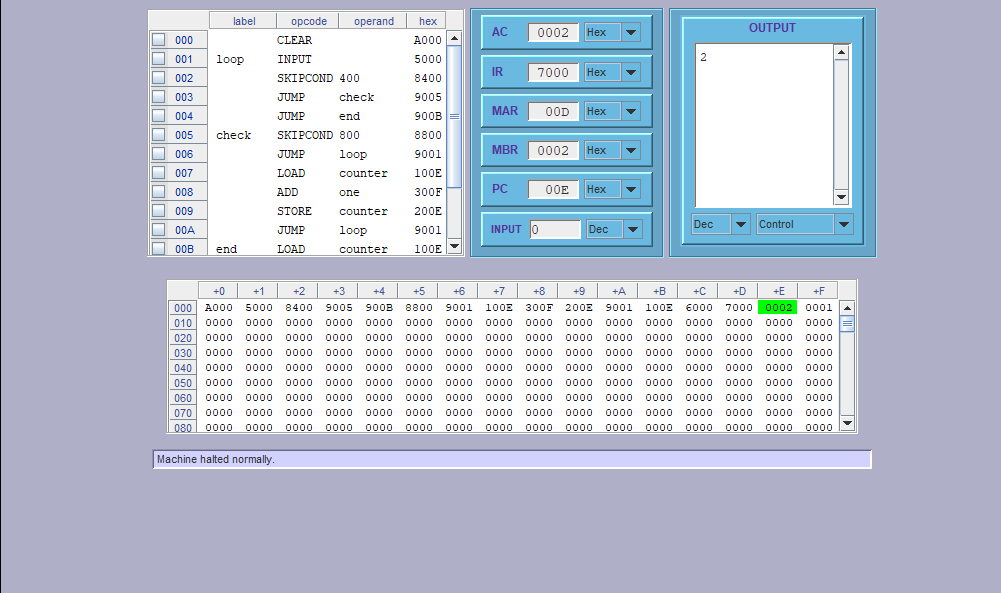 label opcode operand hex
000 CLEAR A000
001 loop INPUT 5000
002 SKIPCOND 400 8400
003 JUMP check 9005
004 JUMP end 900B
005 check SKIPCOND 800 8800
006 JUMP loop 9001
007 LOAD counter 100E
008 ADD one 300F
009 STORE counter 200E
00A JUMP loop 9001
00B end LOAD counter 100E
AC 0002 Hex
IR 7000 Hex
MAR 00D Hex
MBR 0002 Hex
PC 00E Hex
INPUT 0 Dec
OUTPUT
2
Dec Control
+0 +1 +2 +3 +4 +5 +6 +7 +8 +9 +A +B +C +D +E +F
000 A000 5000 8400 9005 900B 8800 9001 100E 300F 200E 9001 100E 6000 7000 0002 0001
010 0000 0000 0000 0000 0000 0000 0000 0000 0000 0000 0000 0000 0000 0000 0000 0000
020 0000 0000 0000 0000 0000 0000 0000 0000 0000 0000 0000 0000 0000 0000 0000 0000
030 0000 0000 0000 0000 0000 0000 0000 0000 0000 0000 0000 0000 0000 0000 0000 0000
040 0000 0000 0000 0000 0000 0000 0000 0000 0000 0000 0000 0000 0000 0000 0000 0000
050 0000 0000 0000 0000 0000 0000 0000 0000 0000 0000 0000 0000 0000 0000 0000 0000
060 0000 0000 0000 0000 0000 0000 0000 0000 0000 0000 0000 0000 0000 0000 0000 0000
070 0000 0000 0000 0000 0000 0000 0000 0000 0000 0000 0000 0000 0000 0000 0000 0000
080 0000 0000 0000 0000 0000 0000 0000 0000 0000 0000 0000 0000 0000 0000 0000 0000
Machine halted normally.